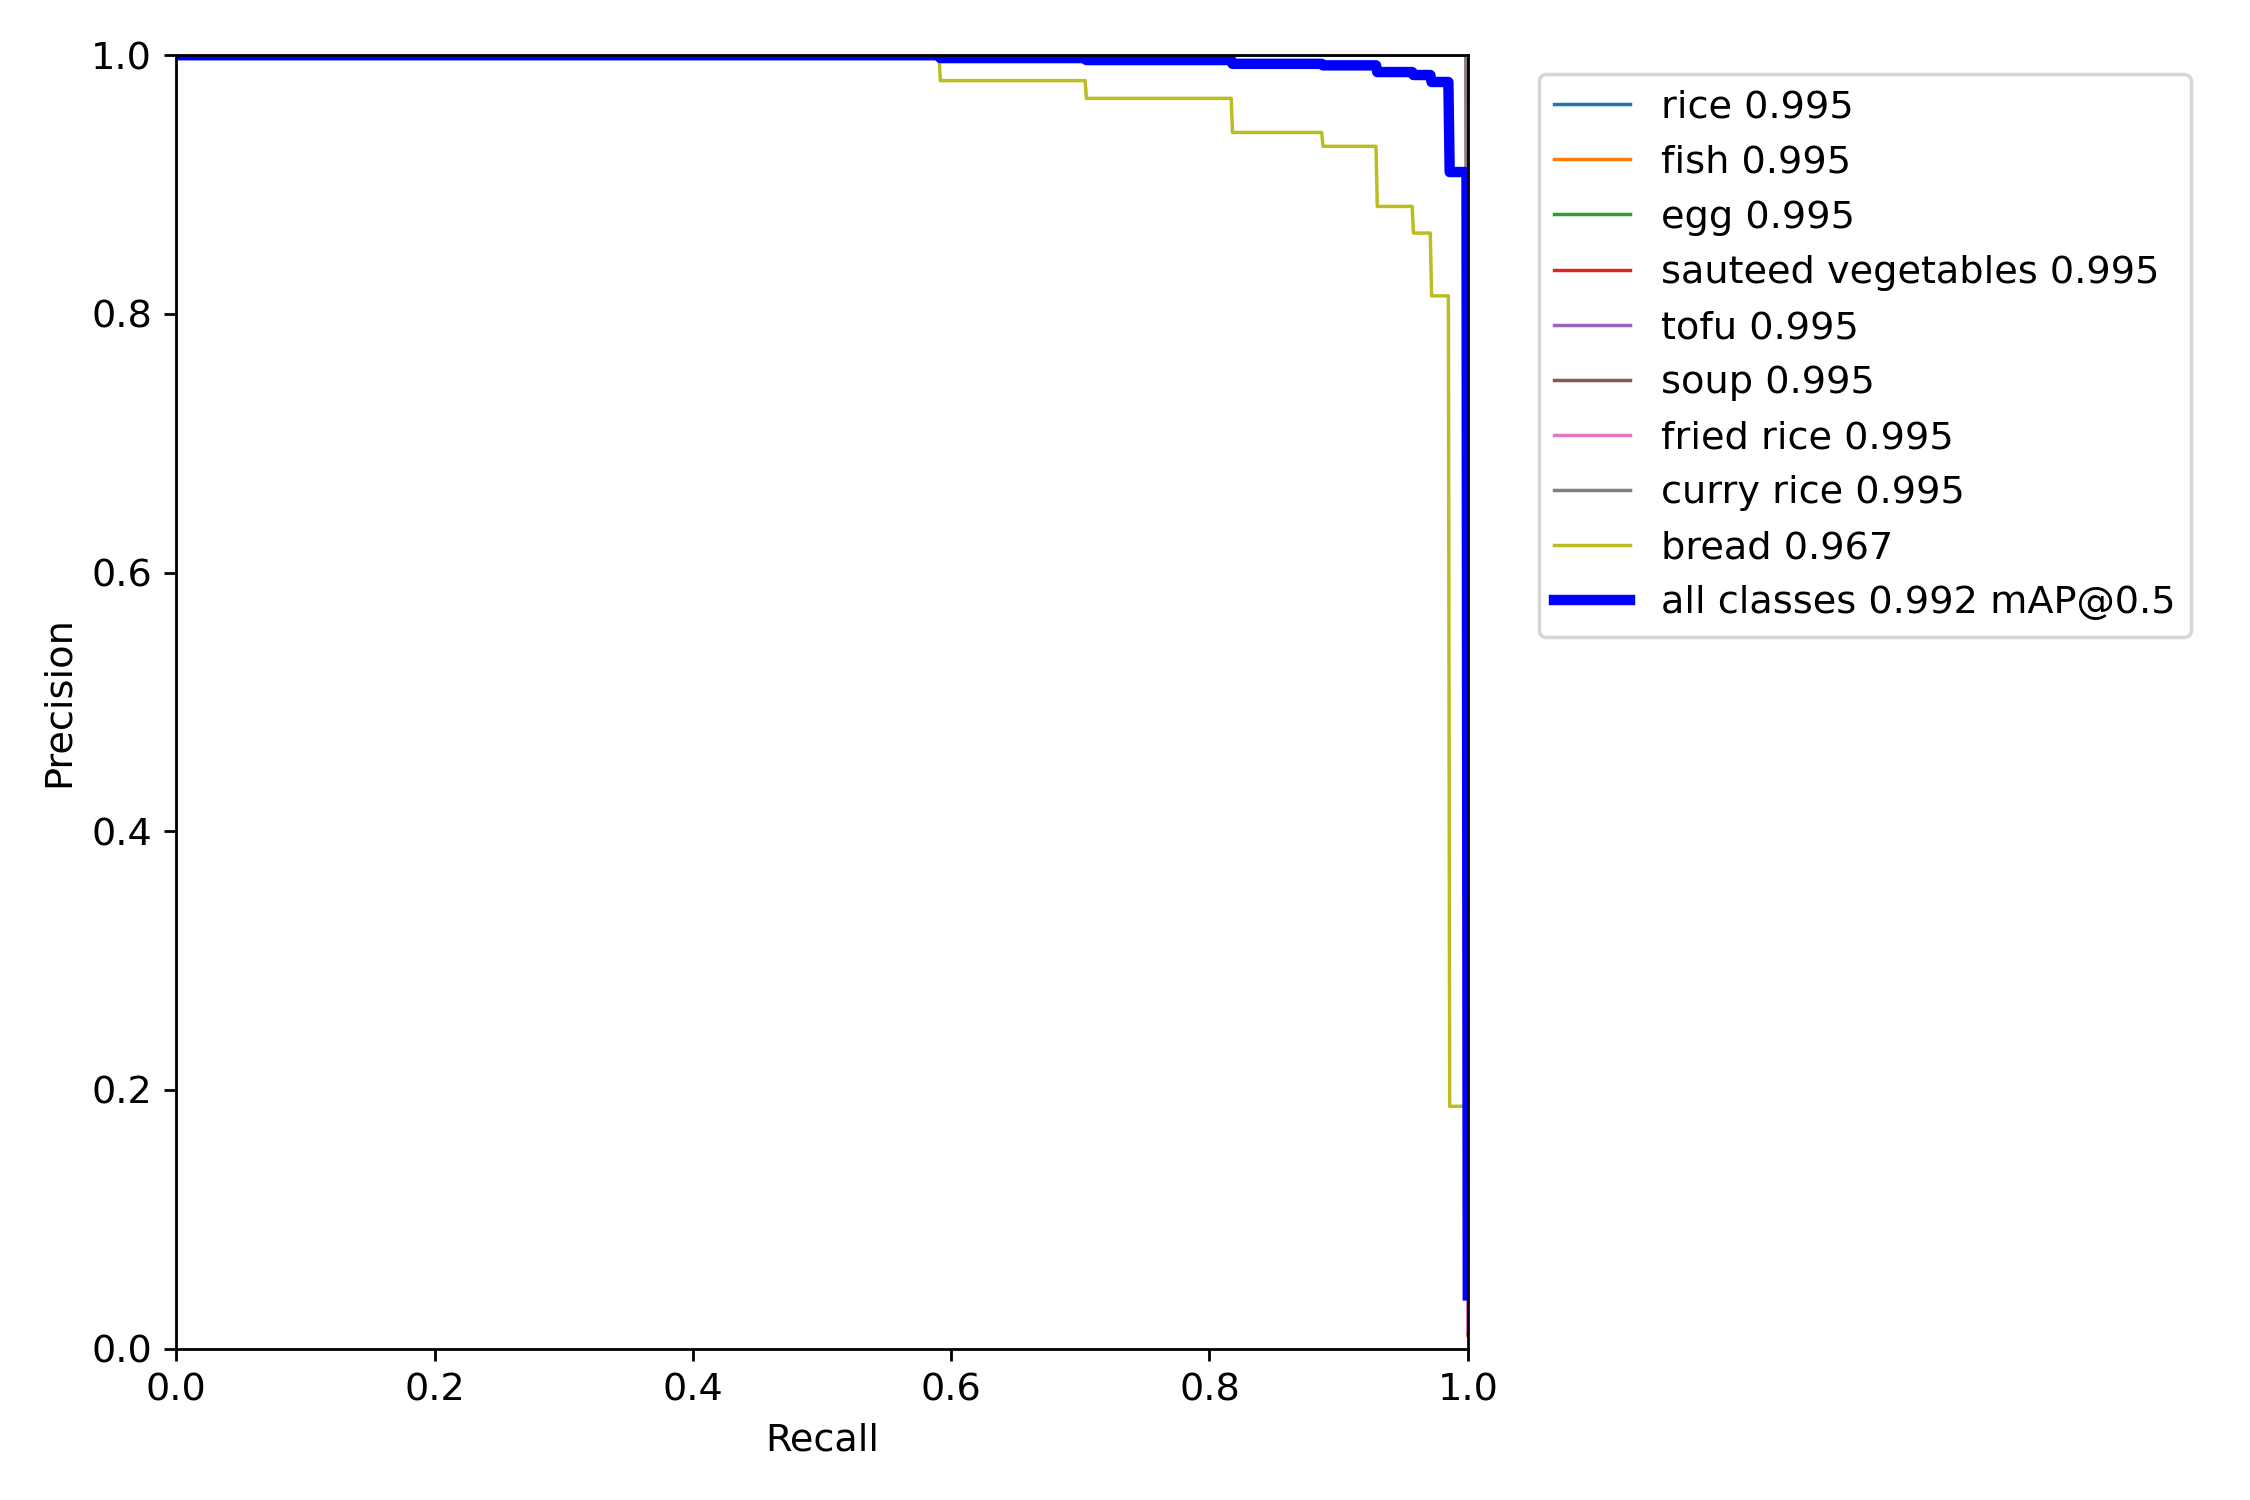 1.0
0.8
0.6
0.4
0.2
0.0
Precision
0.0 0.2 0.4 0.6 0.8 1.0
Recall
rice 0.995
fish 0.995
egg 0.995
sauteed vegetables 0.995
tofu 0.995
soup 0.995
fried rice 0.995
curry rice 0.995
bread 0.967
all classes 0.992 mAP@0.5